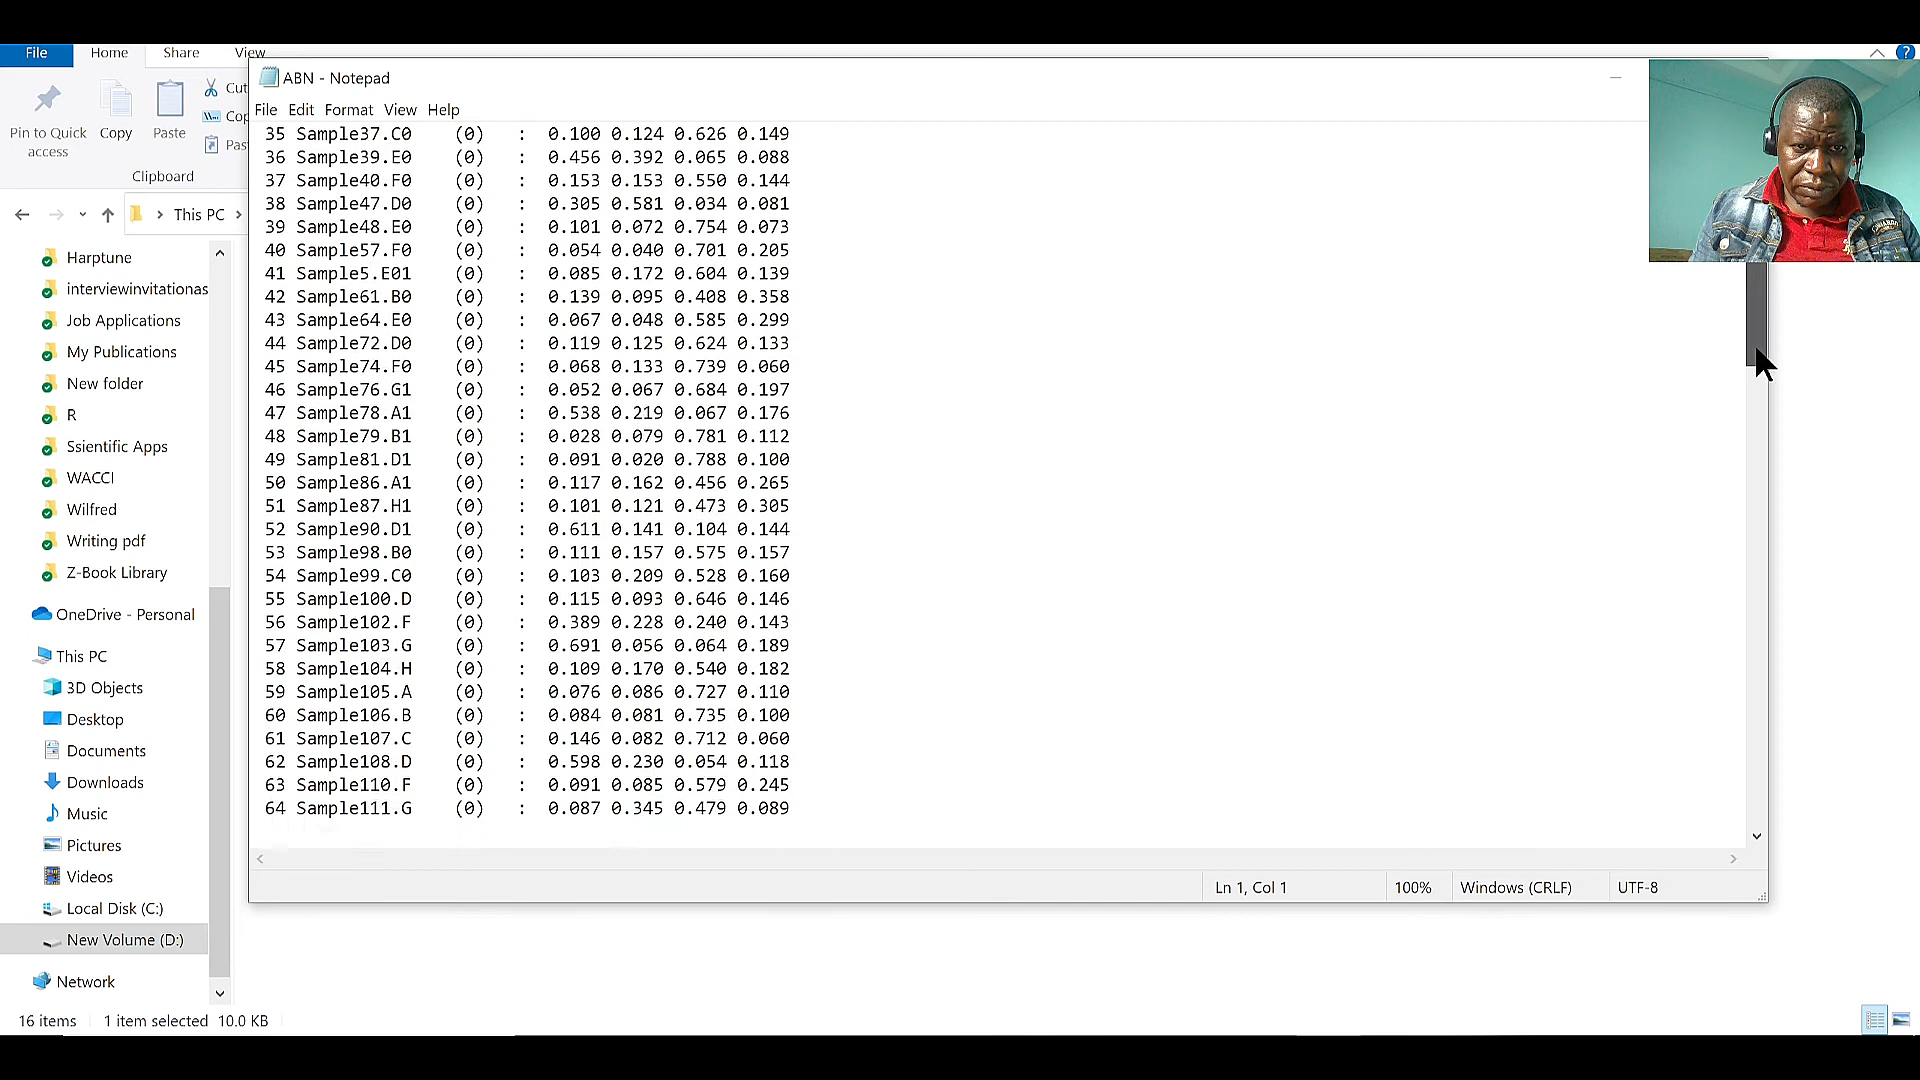 File Home Share View
ABN - Notepad
File Edit Format View Help
Pin to Quick access
Copy
Paste
Clipboard
This PC
Harptune
interviewinvitationas
Job Applications
My Publications
New folder
R
Ssientific Apps
WACCI
Wilfred
Writing pdf
Z-Book Library
OneDrive - Personal
This PC
3D Objects
Desktop
Documents
Downloads
Music
Pictures
Videos
Local Disk (C:)
New Volume (D:)
Network
35 Sample37.C0 (0) : 0.100 0.124 0.626 0.149
36 Sample39.E0 (0) : 0.456 0.392 0.065 0.088
37 Sample40.F0 (0) : 0.153 0.153 0.550 0.144
38 Sample47.D0 (0) : 0.305 0.581 0.034 0.081
39 Sample48.E0 (0) : 0.101 0.072 0.754 0.073
40 Sample57.F0 (0) : 0.054 0.040 0.701 0.205
41 Sample5.E01 (0) : 0.085 0.172 0.604 0.139
42 Sample61.B0 (0) : 0.139 0.095 0.408 0.358
43 Sample64.E0 (0) : 0.067 0.048 0.585 0.299
44 Sample72.D0 (0) : 0.119 0.125 0.624 0.133
45 Sample74.F0 (0) : 0.068 0.133 0.739 0.060
46 Sample76.G1 (0) : 0.052 0.067 0.684 0.197
47 Sample78.A1 (0) : 0.538 0.219 0.067 0.176
48 Sample79.B1 (0) : 0.028 0.079 0.781 0.112
49 Sample81.D1 (0) : 0.091 0.020 0.788 0.100
50 Sample86.A1 (0) : 0.117 0.162 0.456 0.265
51 Sample87.H1 (0) : 0.101 0.121 0.473 0.305
52 Sample90.D1 (0) : 0.611 0.141 0.104 0.144
53 Sample98.B0 (0) : 0.111 0.157 0.575 0.157
54 Sample99.C0 (0) : 0.103 0.209 0.528 0.160
55 Sample100.D (0) : 0.115 0.093 0.646 0.146
56 Sample102.F (0) : 0.389 0.228 0.240 0.143
57 Sample103.G (0) : 0.691 0.056 0.064 0.189
58 Sample104.H (0) : 0.109 0.170 0.540 0.182
59 Sample105.A (0) : 0.076 0.086 0.727 0.110
60 Sample106.B (0) : 0.084 0.081 0.735 0.100
61 Sample107.C (0) : 0.146 0.082 0.712 0.060
62 Sample108.D (0) : 0.598 0.230 0.054 0.118
63 Sample110.F (0) : 0.091 0.085 0.579 0.245
64 Sample111.G (0) : 0.087 0.345 0.479 0.089
Ln 1, Col 1 100% Windows (CRLF) UTF-8
16 items 1 item selected 10.0 KB